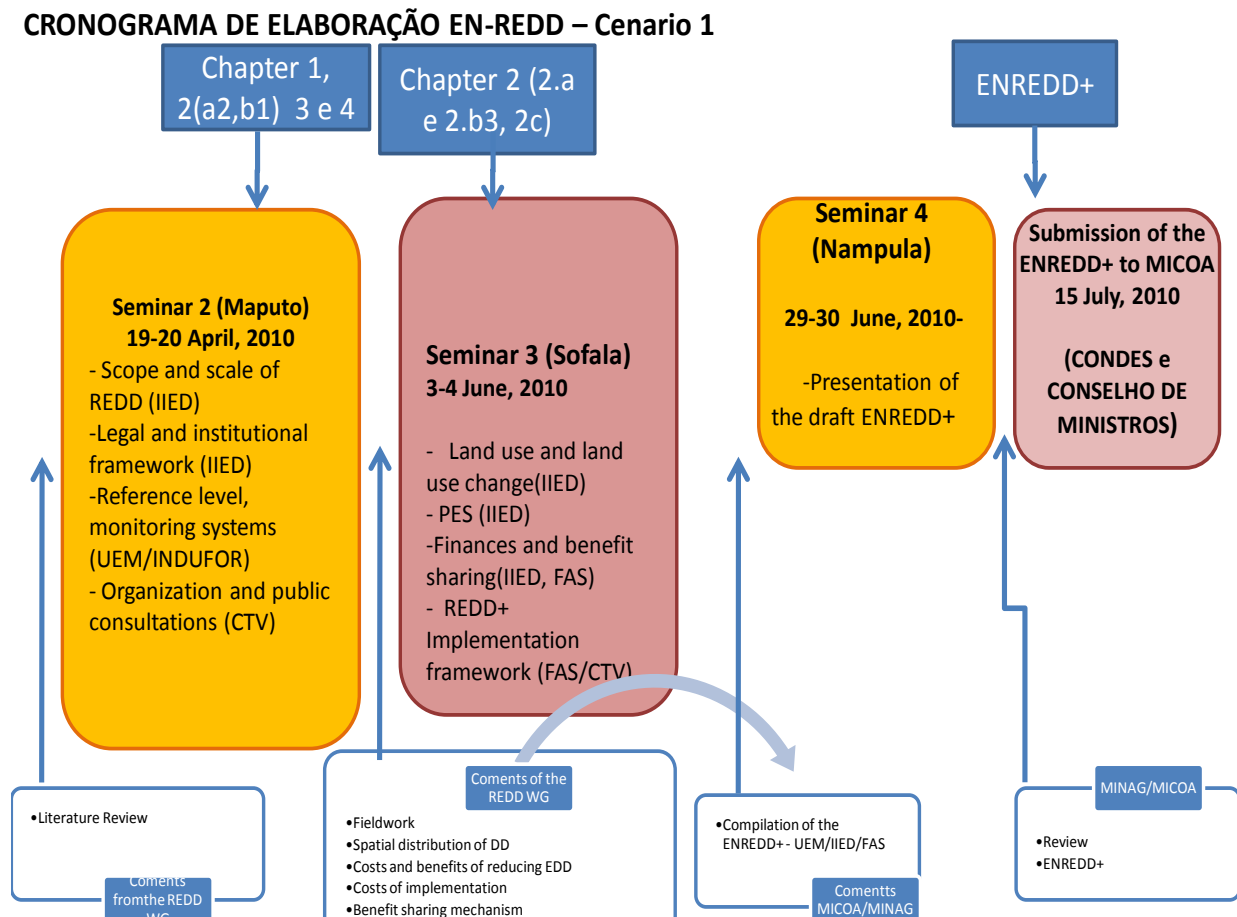 CRONOGRAMA DE ELABORAÇÃO EN-REDD – Cenario 1
Chapter 1,
2(a2,b1)  3 e 4
Chapter 2 (2.a
e 2.b3, 2c)
ENREDD+
Seminar 2 (Maputo)
19-20 April, 2010
- Scope and scale of
REDD (IIED)
-Legal and institutional
framework (IIED)
-Reference level,
monitoring systems
(UEM/INDUFOR)
- Organization and public
consultations (CTV)
Seminar 3 (Sofala)
3-4 June, 2010
-  Land use and land
use change(IIED)
- PES (IIED)
-Finances and benefit
sharing(IIED, FAS)
- REDD+
Implementation
framework (FAS/CTV)
Seminar 4
(Nampula)
29-30  June, 2010-
-Presentation of
the draft ENREDD+
Submission of the
ENREDD+ to MICOA
15 July, 2010
(CONDES e
CONSELHO DE
MINISTROS)
•Literature Review
Coments
fromthe REDD
WG
Coments of the
REDD WG
•Fieldwork
•Spatial distribution of DD
•Costs and benefits of reducing EDD
•Costs of implementation
•Benefit sharing mechanism
•Compilation of the
ENREDD+ - UEM/IIED/FAS
Comentts
MICOA/MINAG
MINAG/MICOA
•Review
•ENREDD+